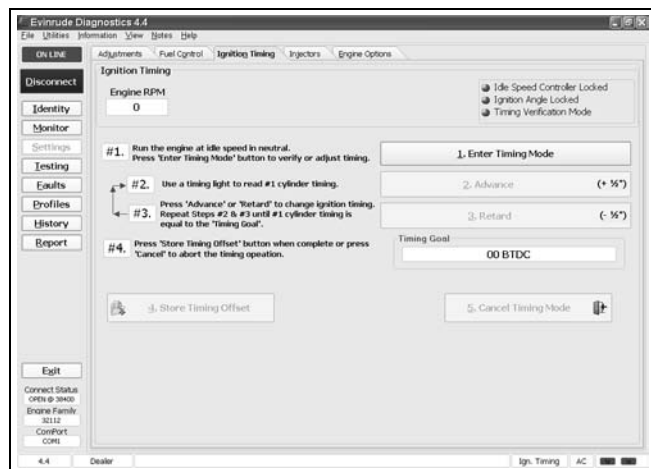 Evinrude Diagnostics 4.4
File Utilities Information View Notes Help
ON LINE
Adjustments Fuel Control Ignition Timing Injectors Engine Options
Disconnect
Identity
Monitor
Settings
Testing
Faults
Profiles
History
Report
Ignition Timing
Engine RPM
0
Idle Speed Controller Locked
Ignition Angle Locked
Timing Verification Mode
#1. Run the engine at idle speed in neutral.
Press 'Enter Timing Mode' button to verify or adjust timing.
1. Enter Timing Mode
#2. Use a timing light to read #1 cylinder timing.
2. Advance (+ ½°)
#3. Press 'Advance' or 'Retard' to change ignition timing.
Repeat Steps #2 & #3 until #1 cylinder timing is
equal to the 'Timing Goal'.
3. Retard (- ½°)
#4. Press 'Store Timing Offset' button when complete or press
'Cancel' to abort the timing opeation.
Timing Goal
00 BTDC
4. Store Timing Offset
5. Cancel Timing Mode
Exit
Connect Status
OPEN @ 38400
Engine Family
32112
ComPort
COM1
4.4 Dealer Ign. Timing AC